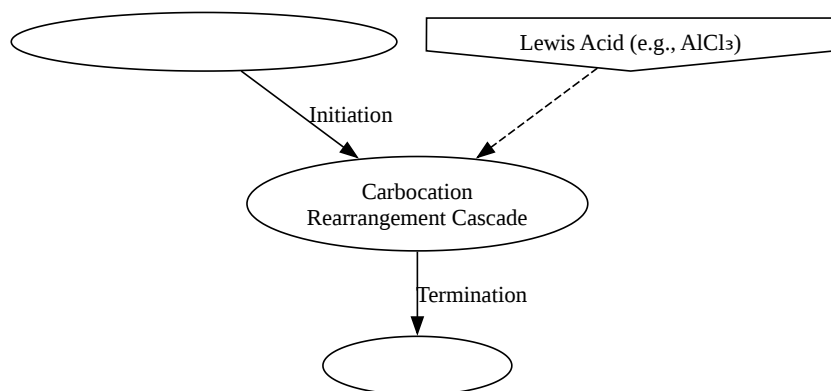 Lewis Acid (e.g., AlCl₃)
Initiation
Carbocation
Rearrangement Cascade
Termination